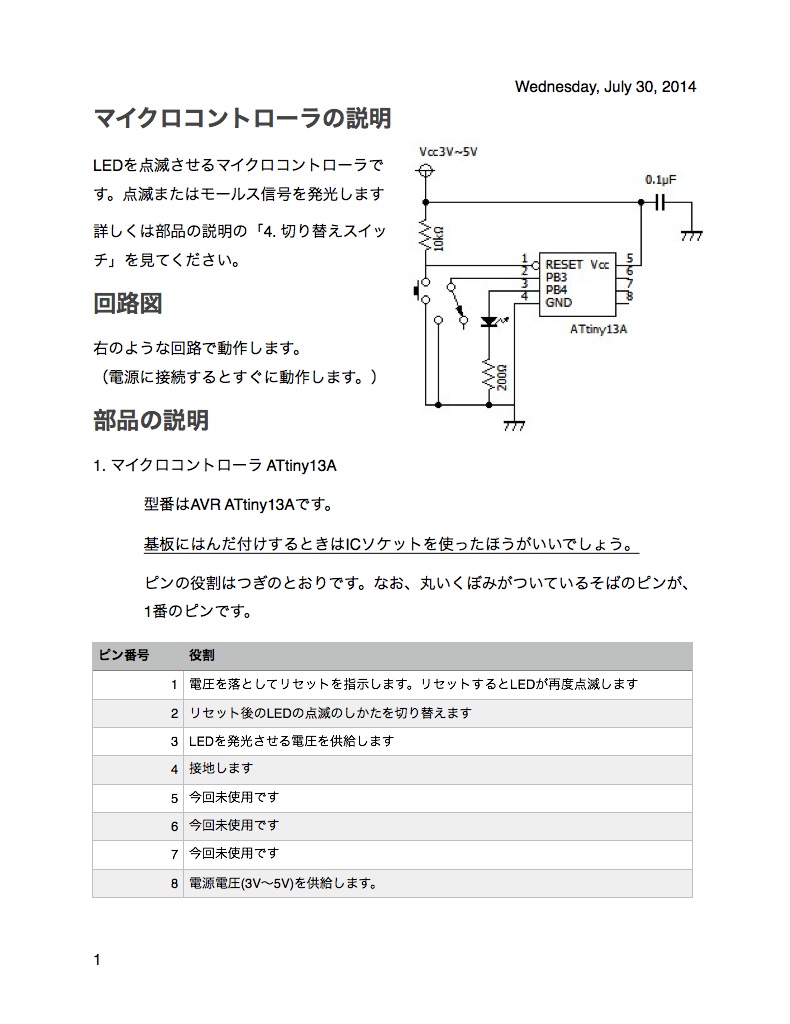 Wednesday, July 30, 2014
マイクロコントローラの説明
LEDを点滅させるマイクロコントローラで
す。点滅またはモールス信号を発光します
詳しくは部品の説明の「4. 切り替えスイッ
チ」を見てください。
回路図
右のような回路で動作します。
（電源に接続するとすぐに動作します。）
Vcc3V~5V
0.1μF
10kΩ
1 RESET Vcc 5
2 PB3 6
3 PB4 7
4 GND 8
ATtiny13A
200Ω
部品の説明
1. マイクロコントローラ ATtiny13A
型番はAVR ATtiny13Aです。
基板にはんだ付けするときはICソケットを使ったほうがいいでしょう。
ピンの役割はつぎのとおりです。なお、丸いくぼみがついているそばのピンが、
1番のピンです。
ピン番号 役割
1 電圧を落としてリセットを指示します。リセットするとLEDが再度点滅します
2 リセット後のLEDの点滅のしかたを切り替えます
3 LEDを発光させる電圧を供給します
4 接地します
5 今回未使用です
6 今回未使用です
7 今回未使用です
8 電源電圧(3V〜5V)を供給します。
1